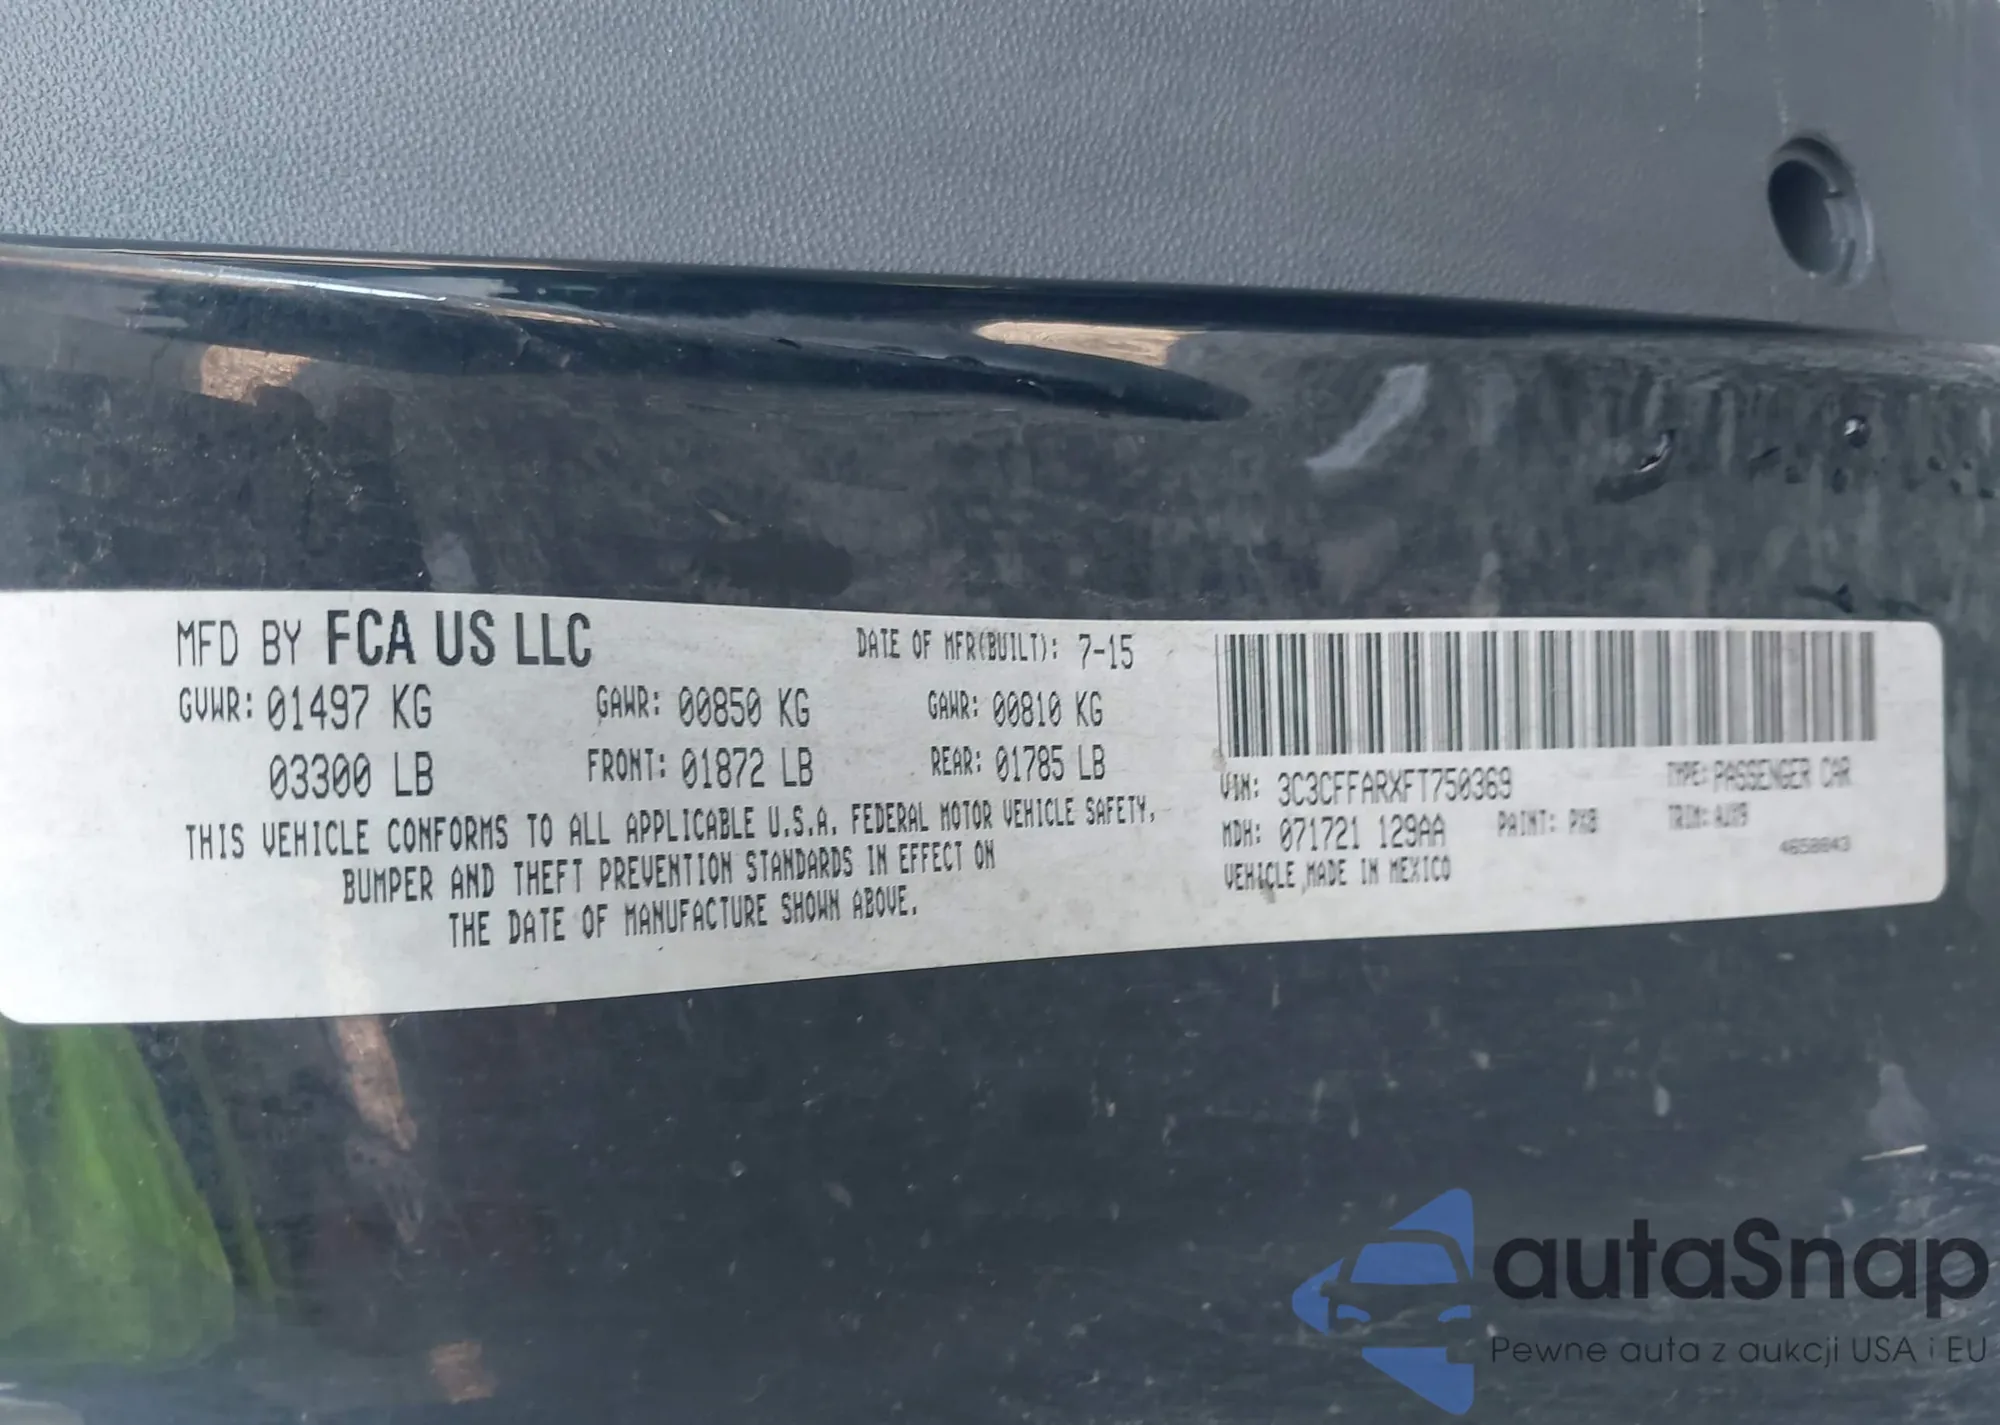 MFD BY FCA US LLC
DATE OF MFR(BUILT): 7-15
GVWR: 01497 KG
GAWR: 00850 KG
GAWR: 00810 KG
03300 LB
FRONT: 01872 LB
REAR: 01785 LB
THIS VEHICLE CONFORMS TO ALL APPLICABLE U.S.A. FEDERAL MOTOR VEHICLE SAFETY,
BUMPER AND THEFT PREVENTION STANDARDS IN EFFECT ON
THE DATE OF MANUFACTURE SHOWN ABOVE.
VIN: 3C3CFFARXFT750369
TYPE: PASSENGER CAR
MDH: 071721 129AA
PAINT: PX8
TRIM:
VEHICLE MADE IN MEXICO
autaSnap
Pewne auta z aukcji USA i EU